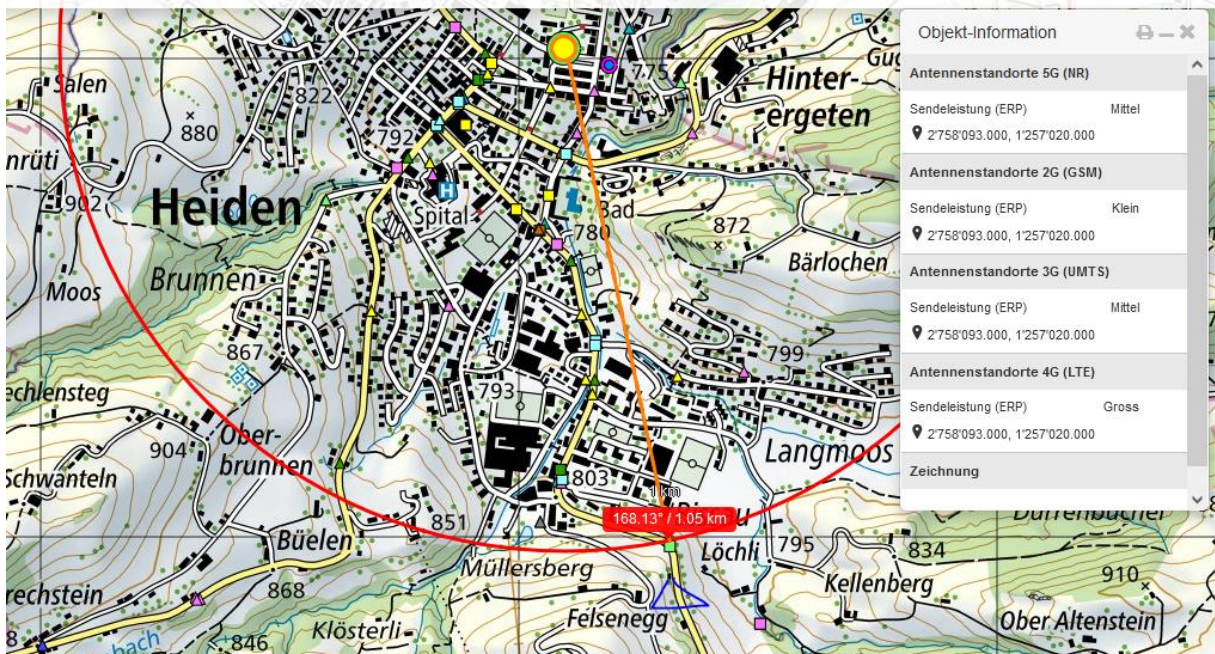 Objekt-Information
Antennenstandorte 5G (NR)
Sendeleistung (ERP) Mittel
2'758'093.000, 1'257'020.000
Antennenstandorte 2G (GSM)
Sendeleistung (ERP) Klein
2'758'093.000, 1'257'020.000
Antennenstandorte 3G (UMTS)
Sendeleistung (ERP) Mittel
2'758'093.000, 1'257'020.000
Antennenstandorte 4G (LTE)
Sendeleistung (ERP) Gross
2'758'093.000, 1'257'020.000
Zeichnung
Salen
822
775
Hinter-
ergeten
880
792
nrüti
902
Heiden
H
Spital
Bad
780
872
Bärlochen
Brunnen
Moos
867
799
793
echlensteg
904
Ober-
brunnen
Langmoos
Schwanteln
803
1 km
168.13° / 1.05 km
851
Büelen
Löchli
795
834
Müllersberg
868
Kellenberg
910
rechstein
Felsenegg
Ober Altenstein
Klösterli
846
bach
8